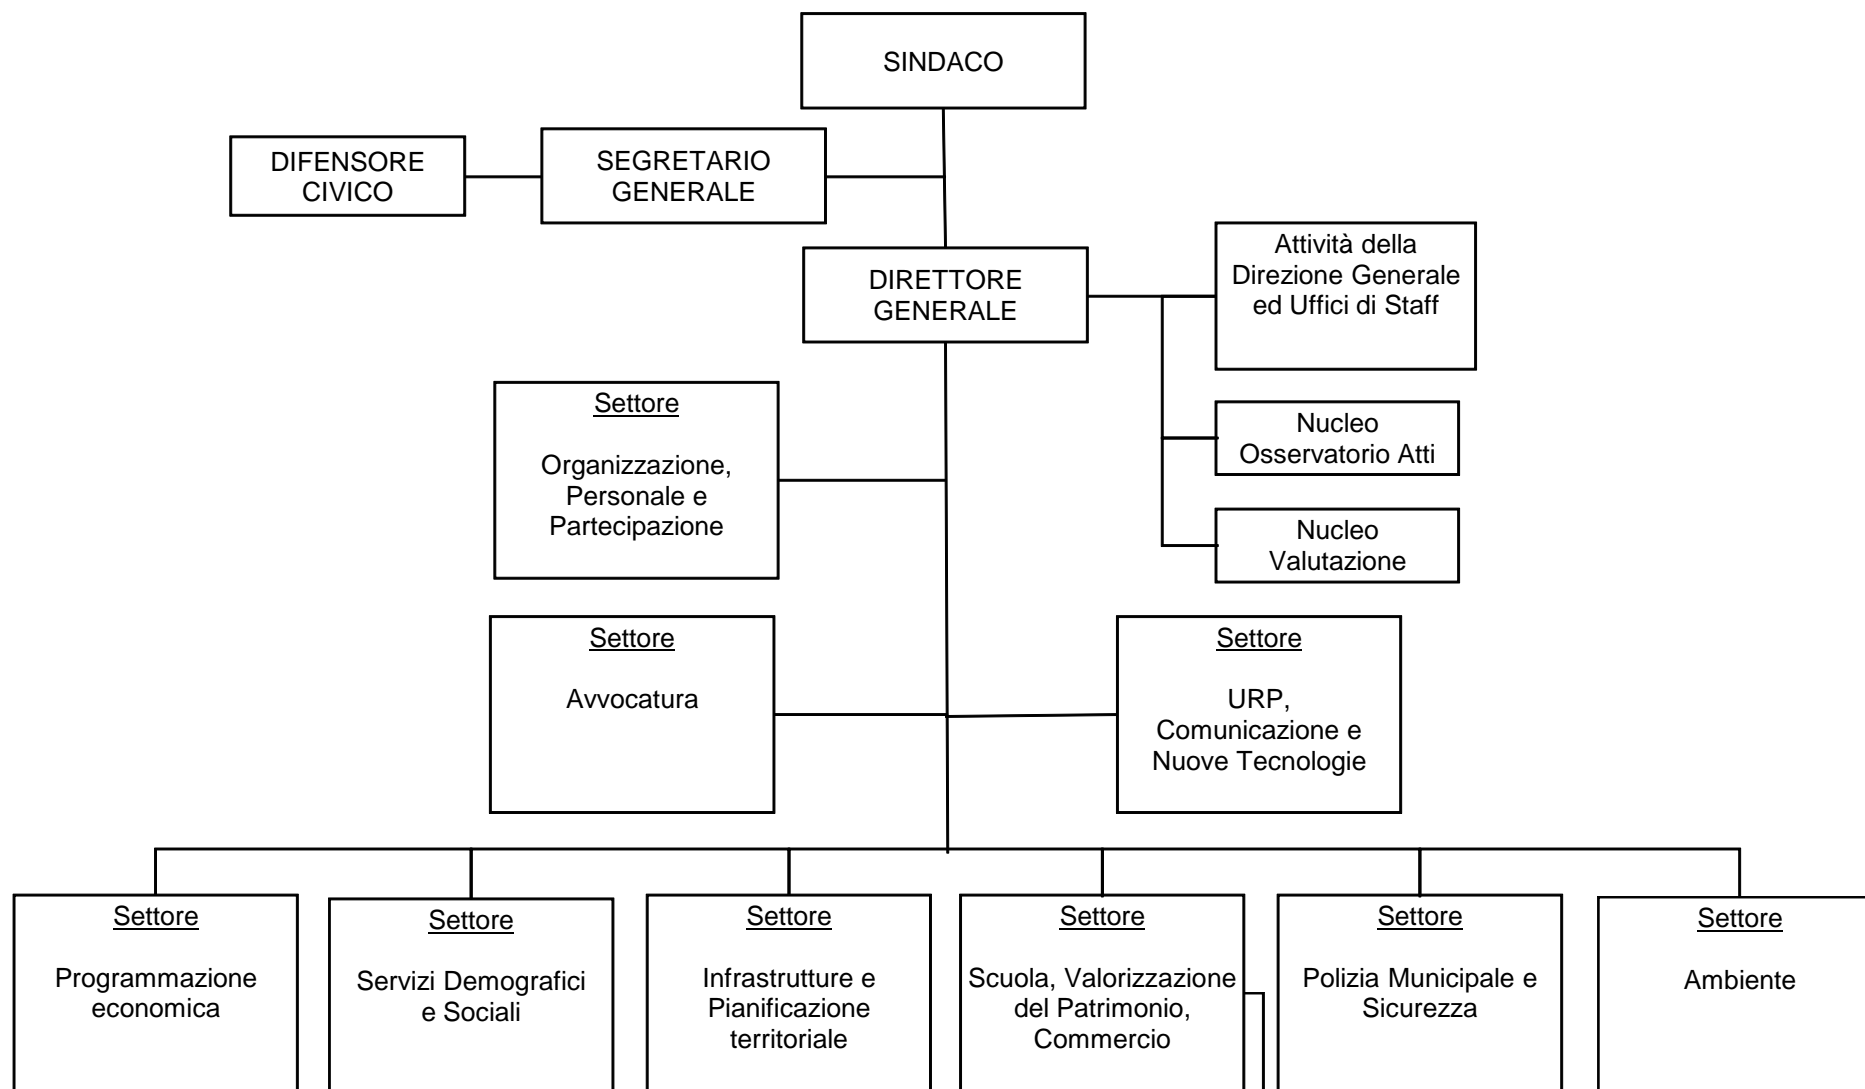 SINDACO
DIFENSORE
CIVICO
SEGRETARIO
GENERALE
DIRETTORE
GENERALE
Attività della
Direzione Generale
ed Uffici di Staff
Settore
Organizzazione,
Personale e
Partecipazione
Nucleo
Osservatorio Atti
Nucleo
Valutazione
Settore
Avvocatura
Settore
URP,
Comunicazione e
Nuove Tecnologie
Settore
Programmazione
economica
Settore
Servizi Demografici
e Sociali
Settore
Infrastrutture e
Pianificazione
territoriale
Settore
Scuola, Valorizzazione
del Patrimonio,
Commercio
Settore
Polizia Municipale e
Sicurezza
Settore
Ambiente